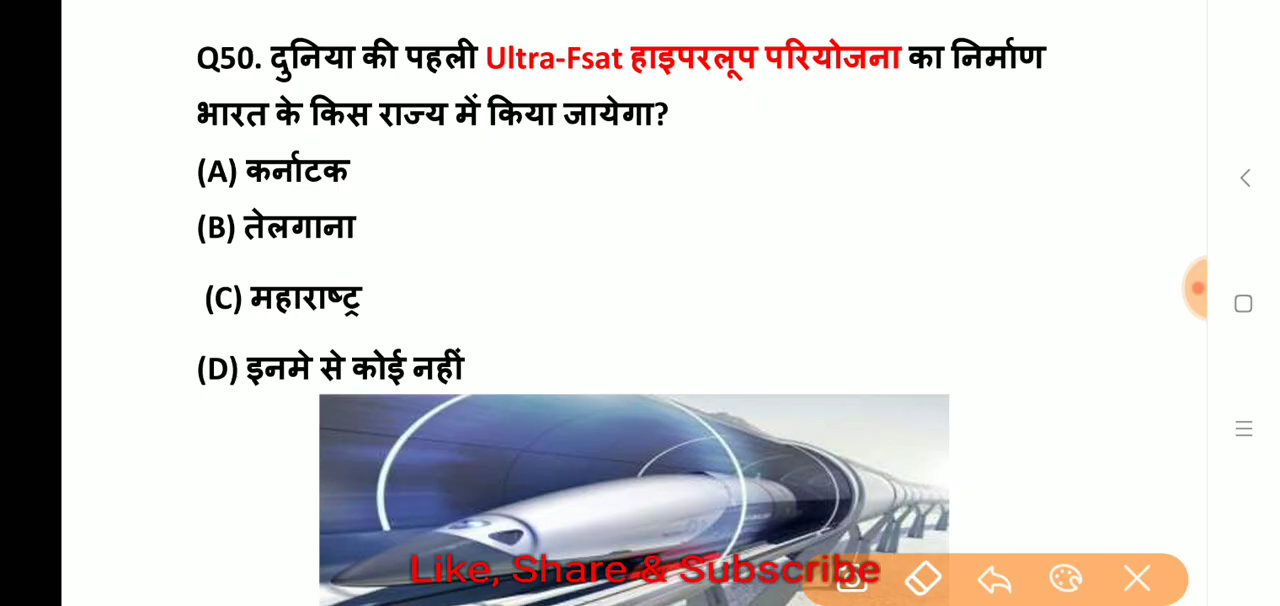 Q50. दुनिया की पहली Ultra-Fsat हाइपरलूप परियोजना का निर्माण
भारत के किस राज्य में किया जायेगा?
(A) कर्नाटक
(B) तेलगाना
(C) महाराष्ट्र
(D) इनमे से कोई नहीं
Like, Share & Subscribe